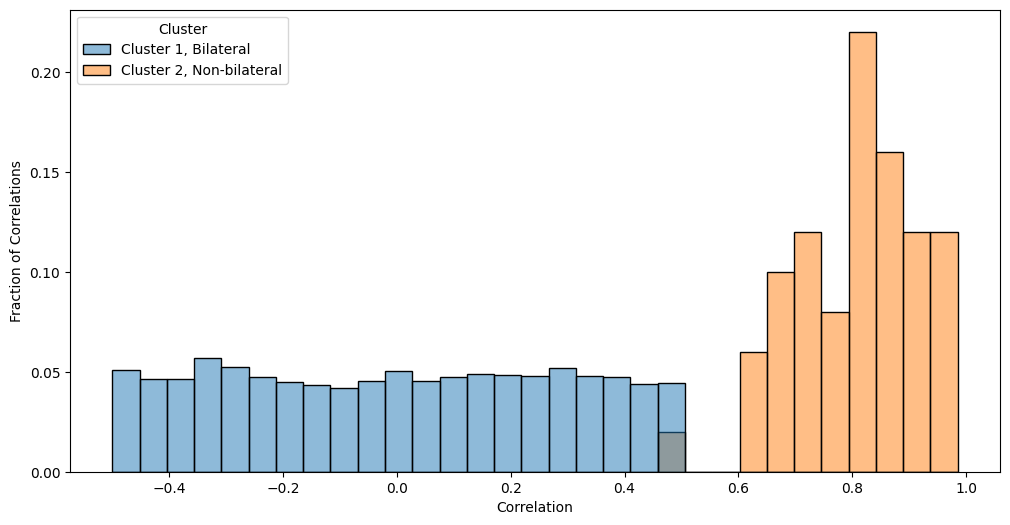 Cluster
Cluster 1, Bilateral
Cluster 2, Non-bilateral
Fraction of Correlations
0.20
0.15
0.10
0.05
0.00
−0.4
−0.2
0.0
0.2
0.4
0.6
0.8
1.0
Correlation